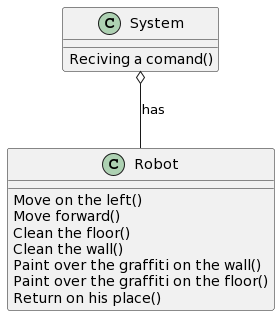 C System
Reciving a comand()
has
C Robot
Move on the left()
Move forward()
Clean the floor()
Clean the wall()
Paint over the graffiti on the wall()
Paint over the graffiti on the floor()
Return on his place()